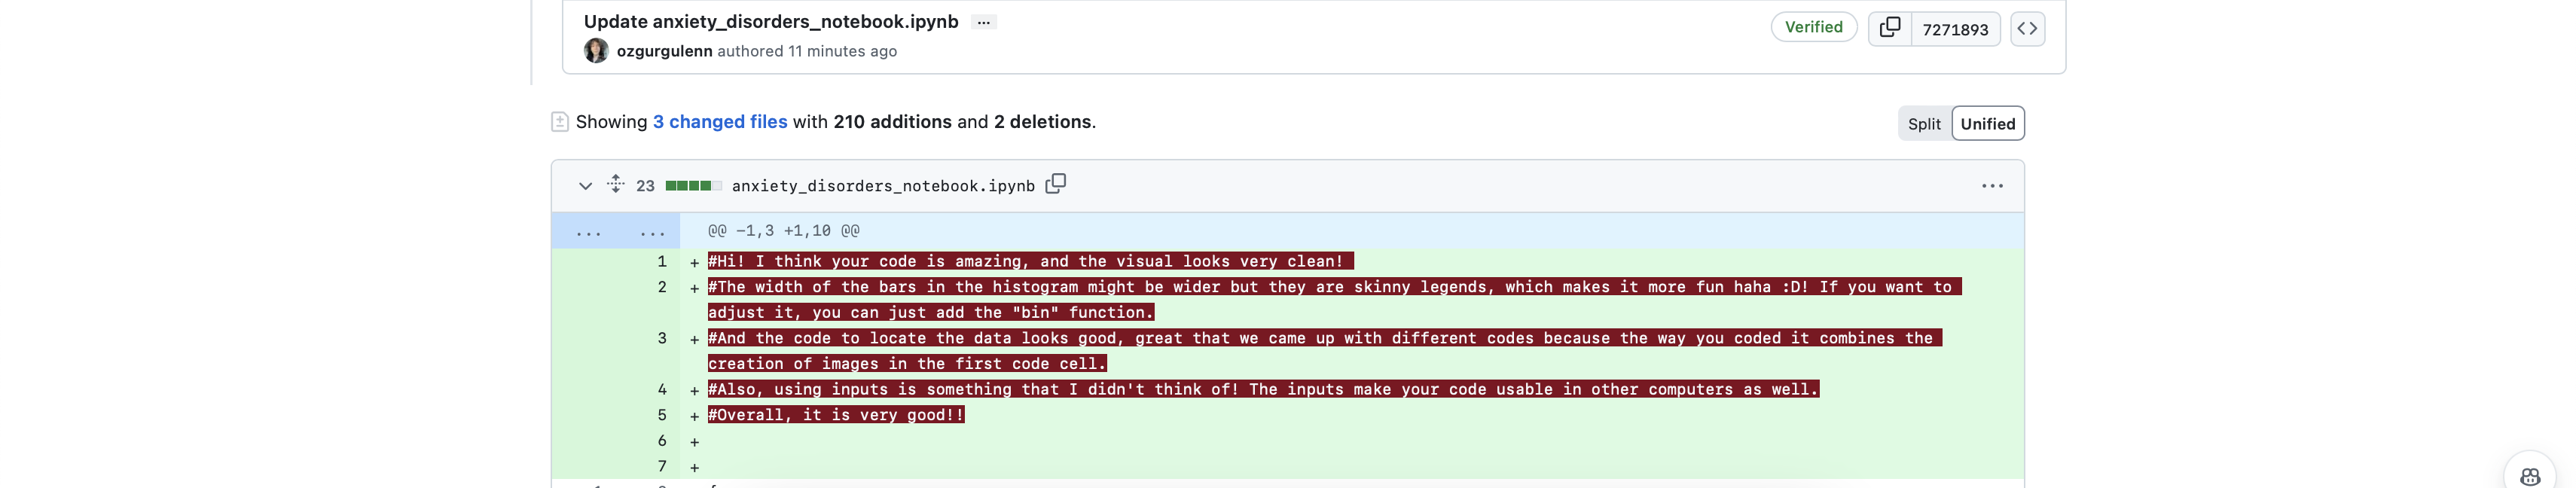 Update anxiety_disorders_notebook.ipynb ...
ozgurgulenn authored 11 minutes ago
Verified
7271893
<>
Showing 3 changed files with 210 additions and 2 deletions.
Split Unified
23 anxiety_disorders_notebook.ipynb
... ... @@ -1,3 +1,10 @@
1 + #Hi! I think your code is amazing, and the visual looks very clean!
2 + #The width of the bars in the histogram might be wider but they are skinny legends, which makes it more fun haha :D! If you want to
adjust it, you can just add the "bin" function.
3 + #And the code to locate the data looks good, great that we came up with different codes because the way you coded it combines the
creation of images in the first code cell.
4 + #Also, using inputs is something that I didn't think of! The inputs make your code usable in other computers as well.
5 + #Overall, it is very good!!
6 +
7 +